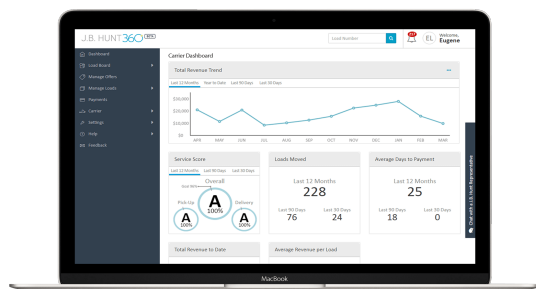 J.B. HUNT 360 BETA
Load Number
EL
Welcome,
Eugene
Dashboard
Load Board
Manage Offers
Manage Loads
Payments
Carrier
Settings
Help
Feedback
Carrier Dashboard
Total Revenue Trend
Last 12 Months Year to Date Last 90 Days Last 30 Days
$30,000
$20,000
$10,000
$0
APR MAY JUN JUL AUG SEP OCT NOV DEC JAN FEB MAR
Service Score
Last 12 Months Last 90 Days Last 30 Days
Overall
Pick-Up
Delivery
A
100%
A
100%
A
100%
Loads Moved
Last 12 Months
228
Last 90 Days Last 30 Days
76 24
Average Days to Payment
Last 12 Months
25
Last 90 Days Last 30 Days
18 0
Total Revenue to Date
Average Revenue per Load
Chat with a J.B. Hunt Representative
MacBook